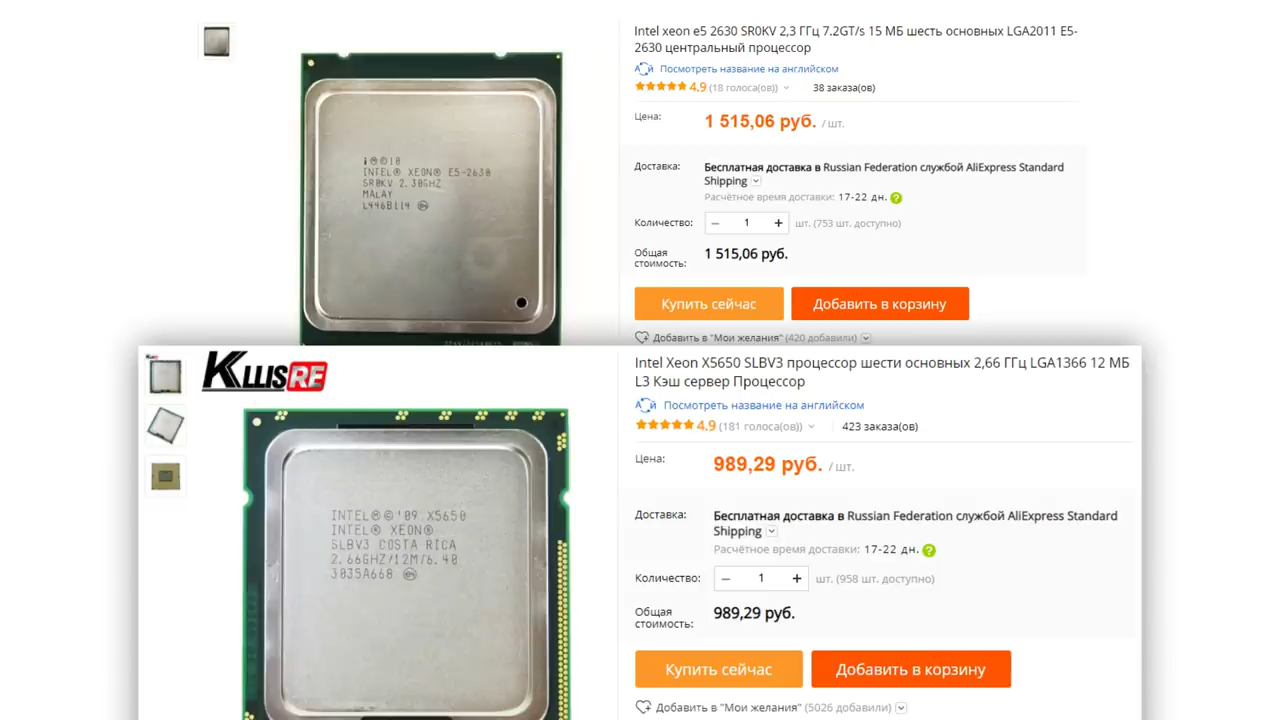 Intel xeon e5 2630 SR0KV 2,3 ГГц 7.2GT/s 15 МБ шесть основных LGA2011 E5-
2630 центральный процессор
Посмотреть название на английском
4.9 (18 голоса(ов)) 38 заказа(ов)
Цена: 1 515,06 руб. / шт.
Доставка: Бесплатная доставка в Russian Federation службой AliExpress Standard
Shipping
Расчётное время доставки: 17-22 дн.
Количество: − 1 + шт. (753 шт. доступно)
Общая
стоимость: 1 515,06 руб.
Купить сейчас Добавить в корзину
Добавить в "Мои желания" (420 добавили)
i®©10
INTEL® XEON® E5-2630
SR0KV 2.30GHZ
MALAY
L446B114
KLLISRE
Intel Xeon X5650 SLBV3 процессор шести основных 2,66 ГГц LGA1366 12 МБ
L3 Кэш сервер Процессор
Посмотреть название на английском
4.9 (181 голоса(ов)) 423 заказа(ов)
Цена: 989,29 руб. / шт.
Доставка: Бесплатная доставка в Russian Federation службой AliExpress Standard
Shipping
Расчётное время доставки: 17-22 дн.
Количество: − 1 + шт. (958 шт. доступно)
Общая
стоимость: 989,29 руб.
Купить сейчас Добавить в корзину
Добавить в "Мои желания" (5026 добавили)
INTEL®©'09 X5650
INTEL® XEON®
SLBV3 COSTA RICA
2.66GHZ/12M/6.40
3035A668